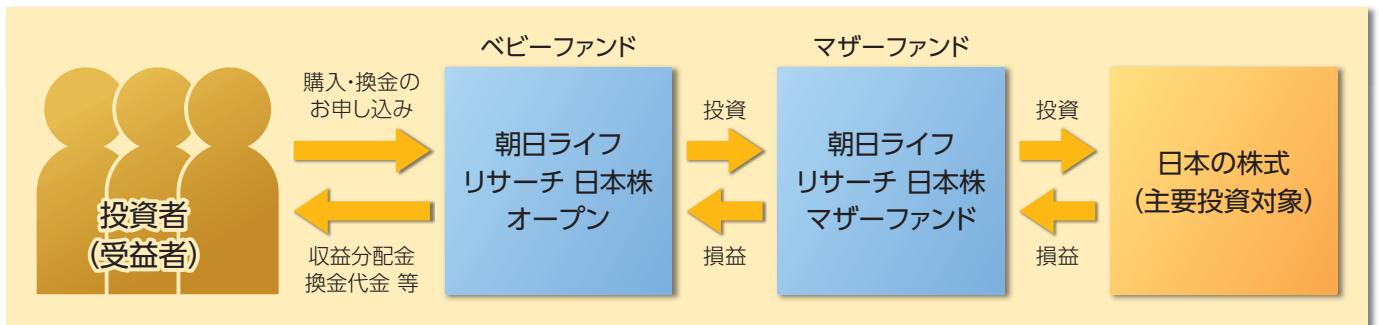 ベビーファンド
マザーファンド
購入・換金の
お申し込み
投資
投資
朝日ライフ
リサーチ 日本株
オープン
朝日ライフ
リサーチ 日本株
マザーファンド
日本の株式
(主要投資対象)
投資者
(受益者)
収益分配金
換金代金 等
損益
損益